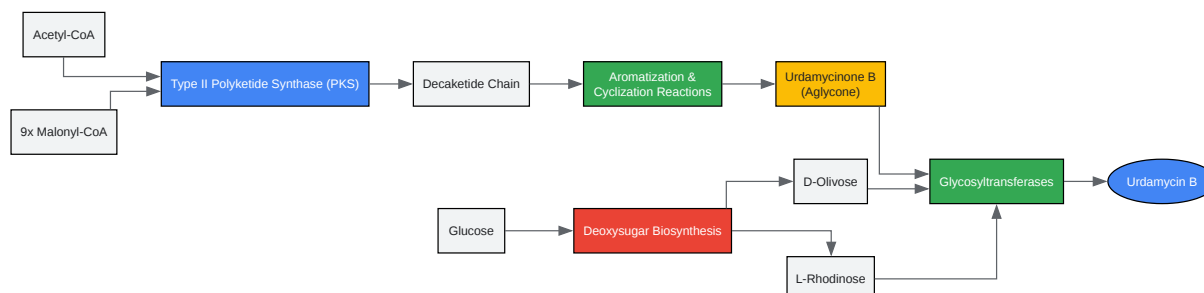 Acetyl-CoA
9x Malonyl-CoA
Type II Polyketide Synthase (PKS)
Decaketide Chain
Aromatization &
Cyclization Reactions
Urdamycinone B
(Aglycone)
Glucose
Deoxysugar Biosynthesis
D-Olivose
L-Rhodinose
Glycosyltransferases
Urdamycin B